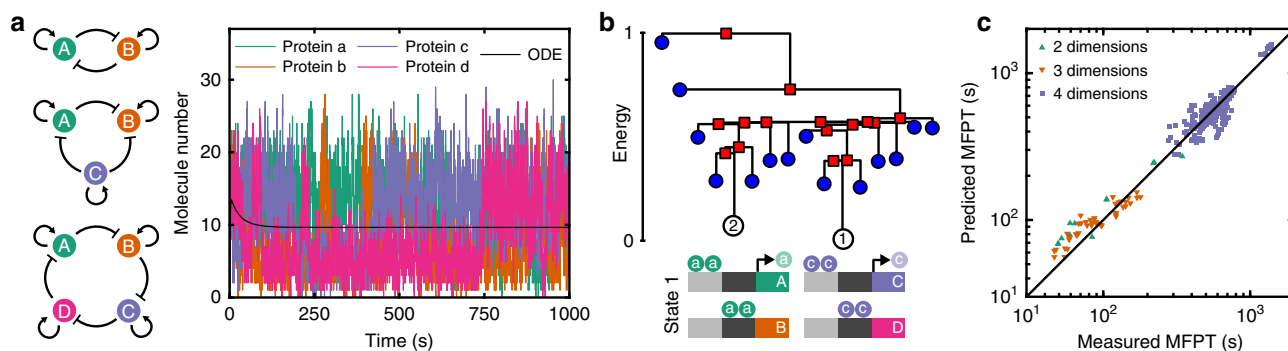 a
A
B
A
B
C
A
B
D
C
Protein a
Protein c
ODE
Protein b
Protein d
Molecule number
30
20
10
0
0
250
500
750
1000
Time (s)
b
1
Energy
0
2
1
State 1
a a
a
A
c c
c
C
a a
B
c c
D
c
2 dimensions
3 dimensions
4 dimensions
Predicted MFPT (s)
10³
10²
10¹
10¹
10²
10³
Measured MFPT (s)